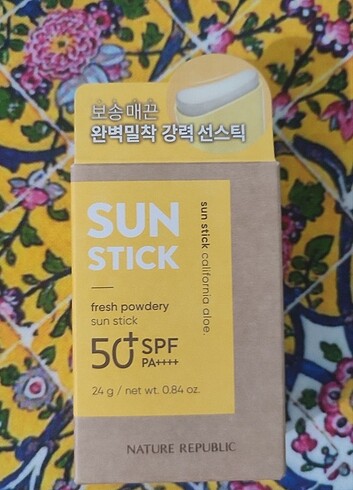 보송 매끈
완벽밀착 강력 선스틱
SUN
STICK
sun stick california aloe.
fresh powdery
sun stick
50+ SPF
PA++++
24 g / net wt. 0.84 oz.
NATURE REPUBLIC